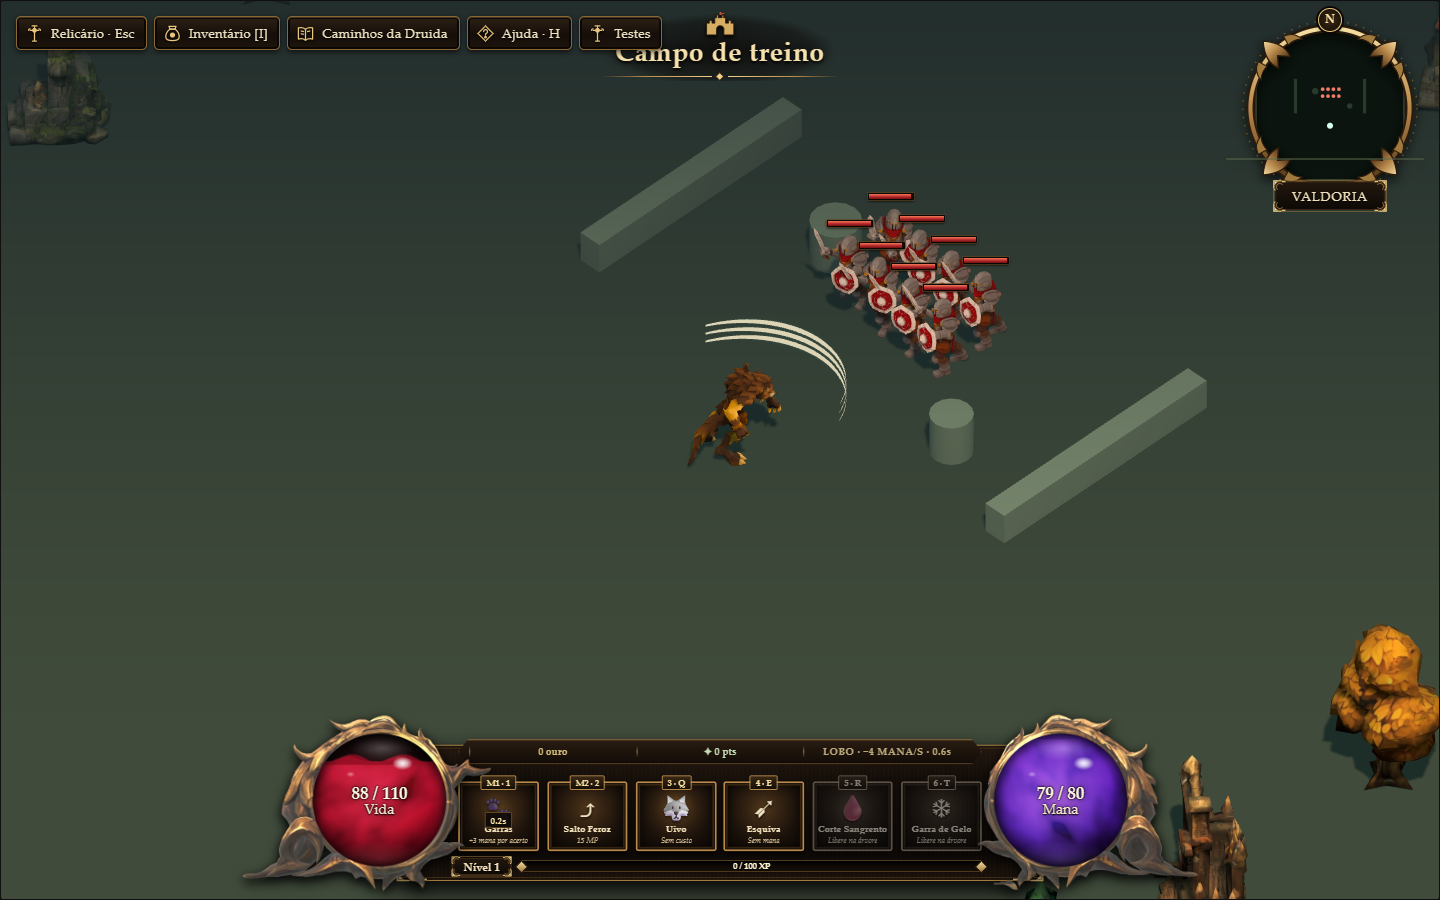 Relicário · Esc
Inventário [I]
Caminhos da Druida
Ajuda · H
Testes
Campo de treino
N
VALDORIA
0 ouro
✦ 0 pts
LOBO · −4 MANA/S · 0.6s
88 / 110
Vida
79 / 80
Mana
M1 · 1
0.2s
Garras
+3 mana por acerto
M2 · 2
Salto Feroz
15 MP
3 · Q
Uivo
Sem custo
4 · E
Esquiva
Sem mana
5 · R
Corte Sangrento
Libere na árvore
6 · T
Garra de Gelo
Libere na árvore
Nível 1
0 / 100 XP